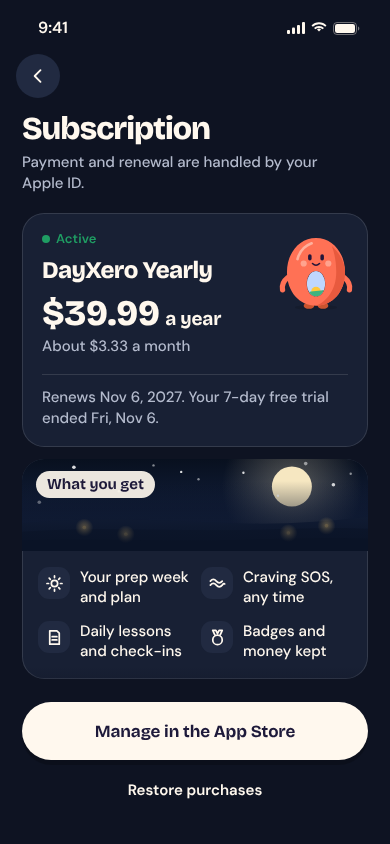 9:41
Subscription
Payment and renewal are handled by your
Apple ID.
Active
DayXero Yearly
$39.99 a year
About $3.33 a month
Renews Nov 6, 2027. Your 7-day free trial
ended Fri, Nov 6.
What you get
Your prep week
and plan
Craving SOS,
any time
Daily lessons
and check-ins
Badges and
money kept
Manage in the App Store
Restore purchases